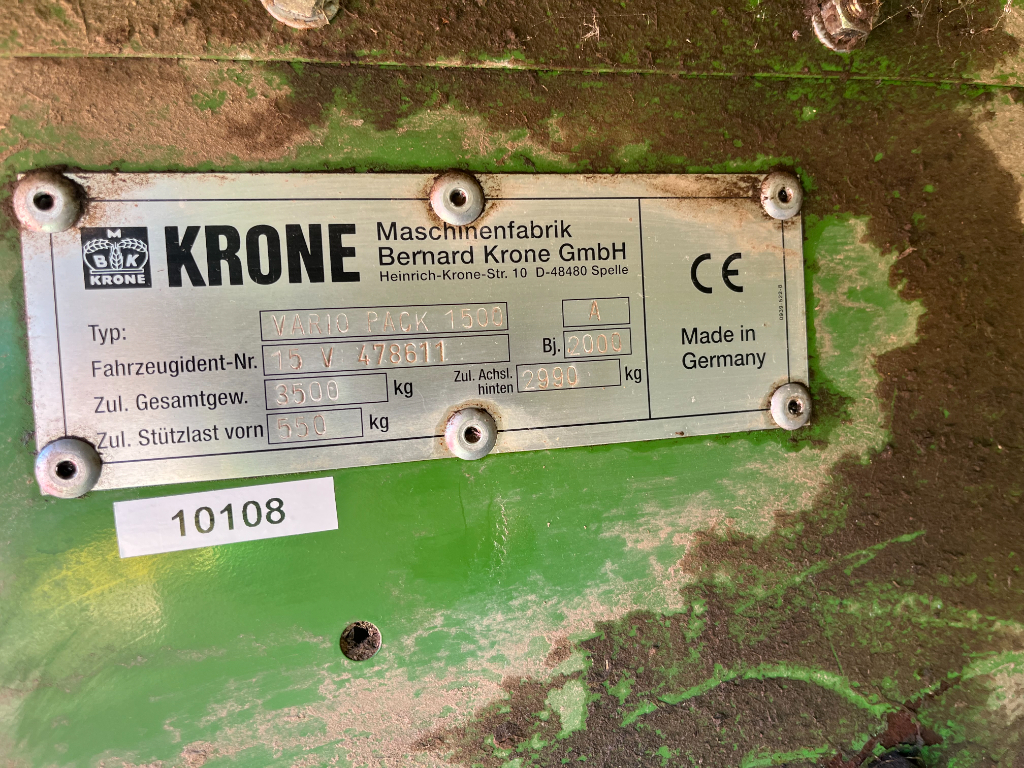 M
B K
KRONE
KRONE
Maschinenfabrik
Bernard Krone GmbH
Heinrich-Krone-Str. 10 D-48480 Spelle
CE
Made in
Germany
Typ: VARIO PACK 1500 A
Fahrzeugident-Nr. 15 V 478611 Bj. 2000
Zul. Gesamtgew. 3500 kg Zul. Achsl. hinten 2990 kg
Zul. Stützlast vorn 550 kg
10108